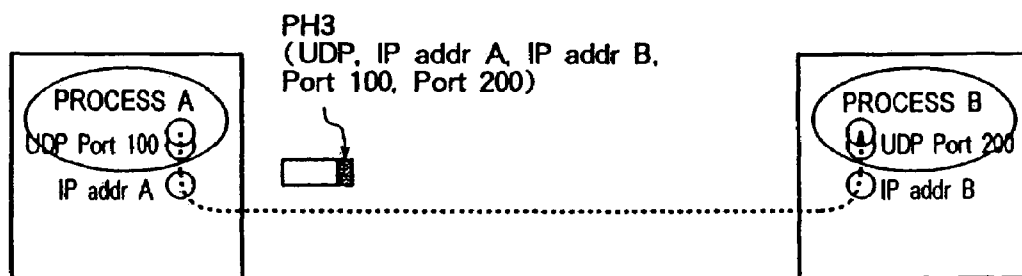 PH3
(UDP, IP addr A, IP addr B,
Port 100, Port 200)
PROCESS A
UDP Port 100
IP addr A
PROCESS B
UDP Port 200
IP addr B